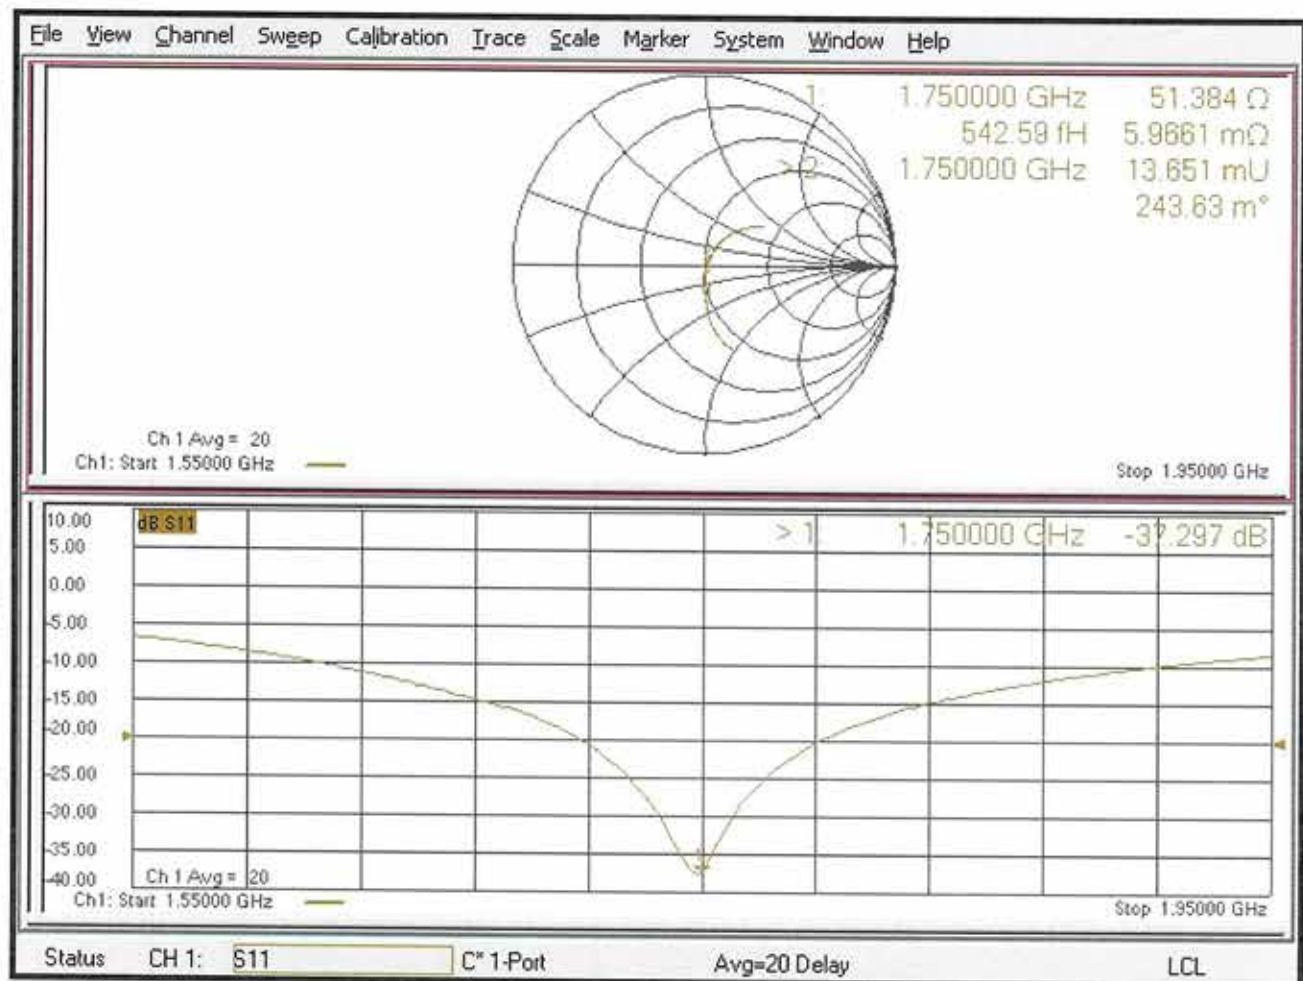 File View Channel Sweep Calibration Trace Scale Marker System Window Help
1: 1.750000 GHz 51.384 Ω
542.59 fH 5.9661 mΩ
> 2: 1.750000 GHz 13.651 mU
243.63 m°
Ch 1 Avg = 20
Ch1: Start 1.55000 GHz
Stop 1.95000 GHz
10.00
dB S11
> 1: 1.750000 GHz -37.297 dB
5.00
0.00
-5.00
-10.00
-15.00
-20.00
-25.00
-30.00
-35.00
-40.00
1
Ch 1 Avg = 20
Ch1: Start 1.55000 GHz
Stop 1.95000 GHz
Status CH 1: S11 C* 1-Port Avg=20 Delay LCL